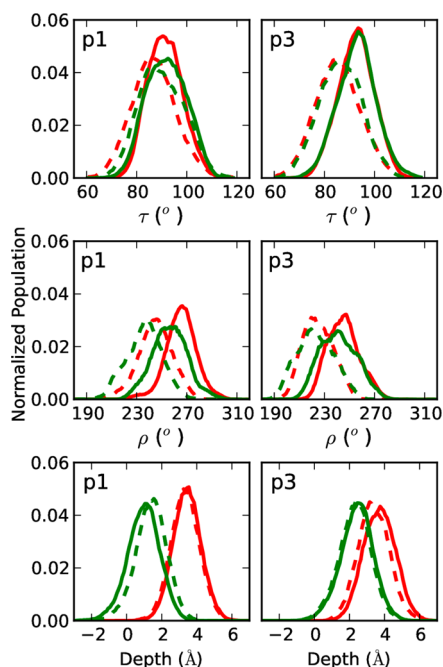 p1 p3
0.06
0.04
0.02
0.00
60 80 100 120 60 80 100 120
τ (°) τ (°)
Normalized Population
p1 p3
0.06
0.04
0.02
0.00
190 230 270 310 190 230 270 310
ρ (°) ρ (°)
p1 p3
0.06
0.04
0.02
0.00
−2 0 2 4 6 −2 0 2 4 6
Depth (Å) Depth (Å)